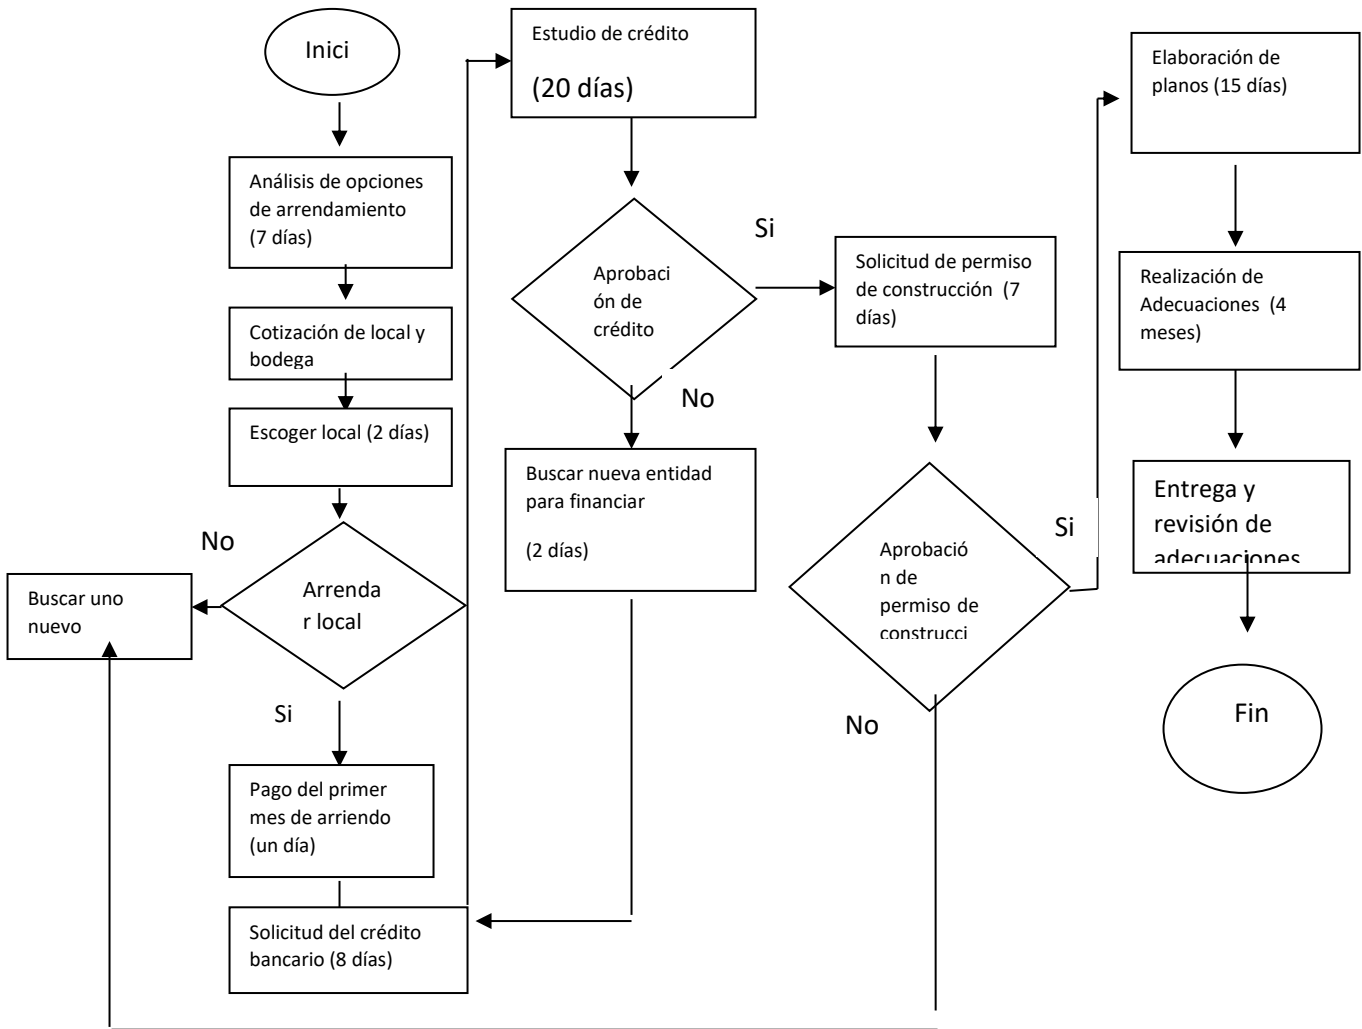 Inici
Análisis de opciones
de arrendamiento
(7 días)
Cotización de local y
bodega
Escoger local (2 días)
No
Buscar uno
nuevo
Arrenda
r local
Si
Pago del primer
mes de arriendo
(un día)
Solicitud del crédito
bancario (8 días)
Estudio de crédito
(20 días)
Aprobaci
ón de
crédito
Si
No
Buscar nueva entidad
para financiar
(2 días)
Solicitud de permiso
de construcción (7
días)
Aprobació
n de
permiso de
construcci
Si
No
Elaboración de
planos (15 días)
Realización de
Adecuaciones (4
meses)
Entrega y
revisión de
adecuaciones
Fin